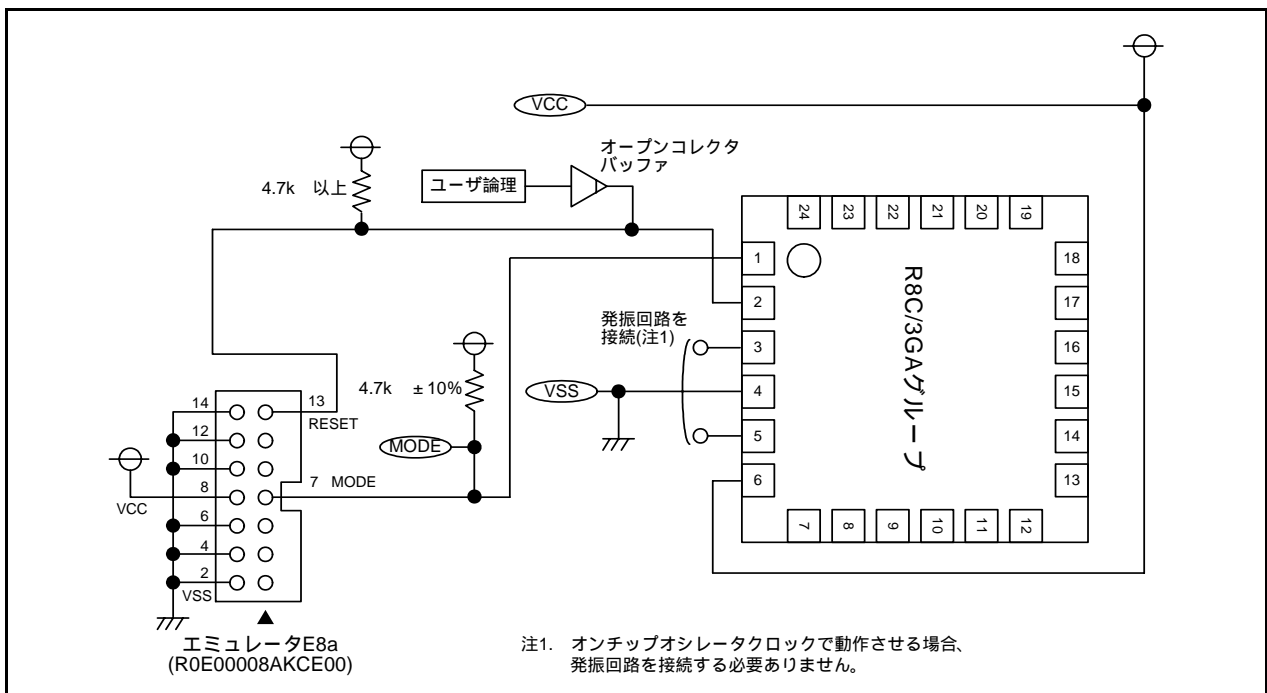 VCC
オープンコレクタ
バッファ
4.7k 以上
ユーザ論理
24 23 22 21 20 19
1
2
3
4
5
6
18
17
16
15
14
13
7 8 9 10 11 12
R8C/3GAグループ
発振回路を
接続(注1)
VSS
4.7k ±10%
MODE
14
12
10
8
6
4
2
13
RESET
7 MODE
VCC
VSS
エミュレータE8a
(R0E00008AKCE00)
注1. オンチップオシレータクロックで動作させる場合、
発振回路を接続する必要ありません。